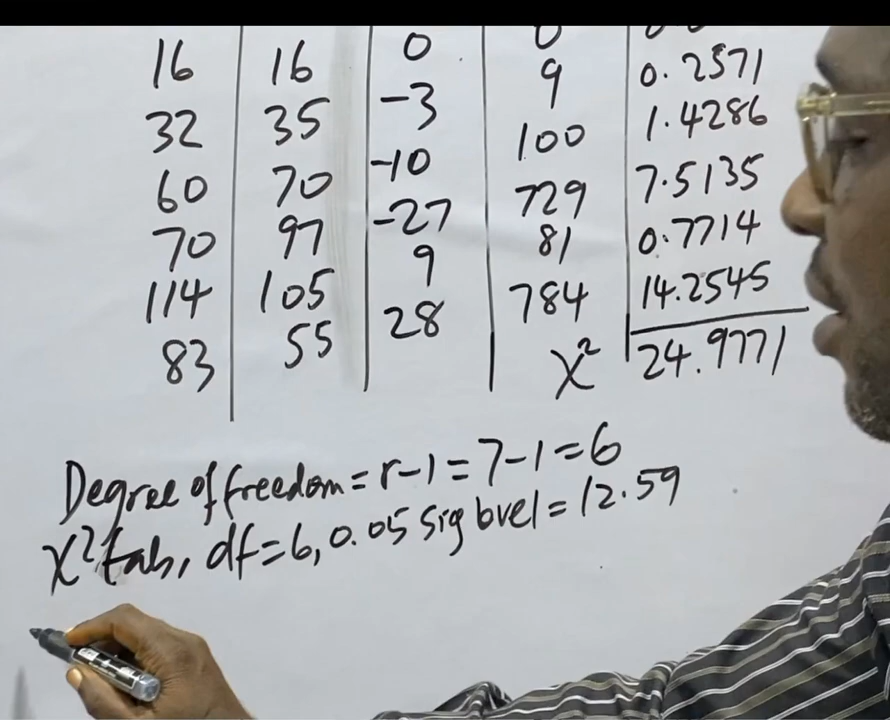 16 16 0 0 0.0
32 35 -3 9 0.2571
60 70 -10 100 1.4286
70 97 -27 729 7.5135
114 105 9 81 0.7714
83 55 28 784 14.2545
χ² 24.9771
Degree of freedom = r-1 = 7-1 = 6
χ² tab, df=6, 0.05 sig level = 12.59